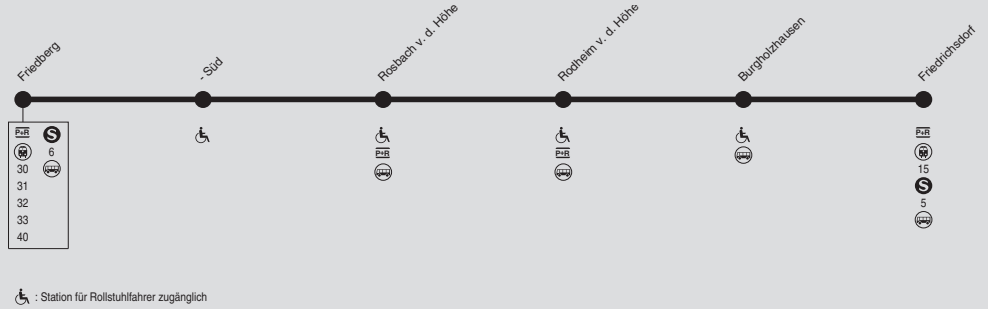 Friedberg
- Süd
Rosbach v. d. Höhe
Rodheim v. d. Höhe
Burgholzhausen
Friedrichsdorf
P+R S
6
30
31
32
33
40
P+R
P+R
P+R
15
S
5
: Station für Rollstuhlfahrer zugänglich